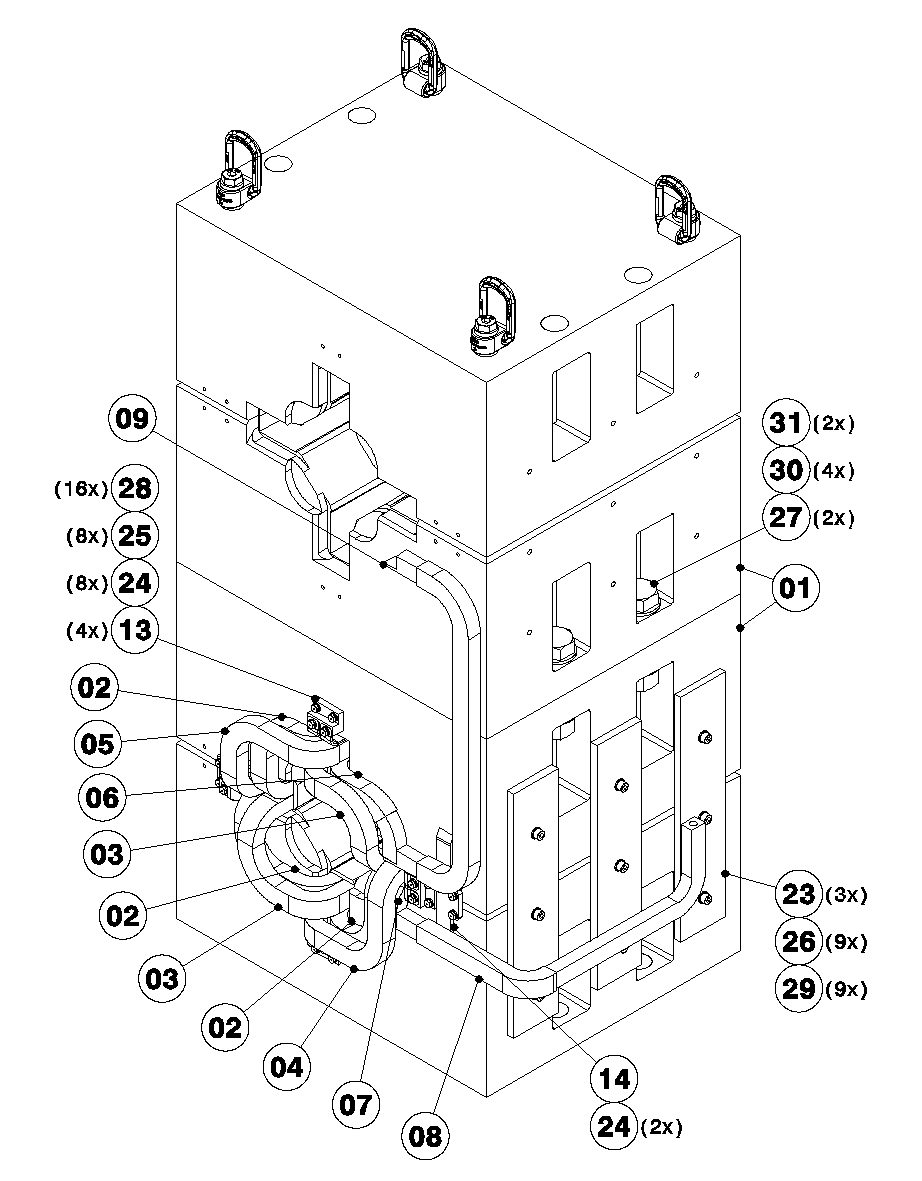 09
31 (2x)
30 (4x)
27 (2x)
(16x) 28
(8x) 25
(8x) 24
(4x) 13
01
02
05
06
03
02
03
02
04
07
08
23 (3x)
26 (9x)
29 (9x)
14
24 (2x)